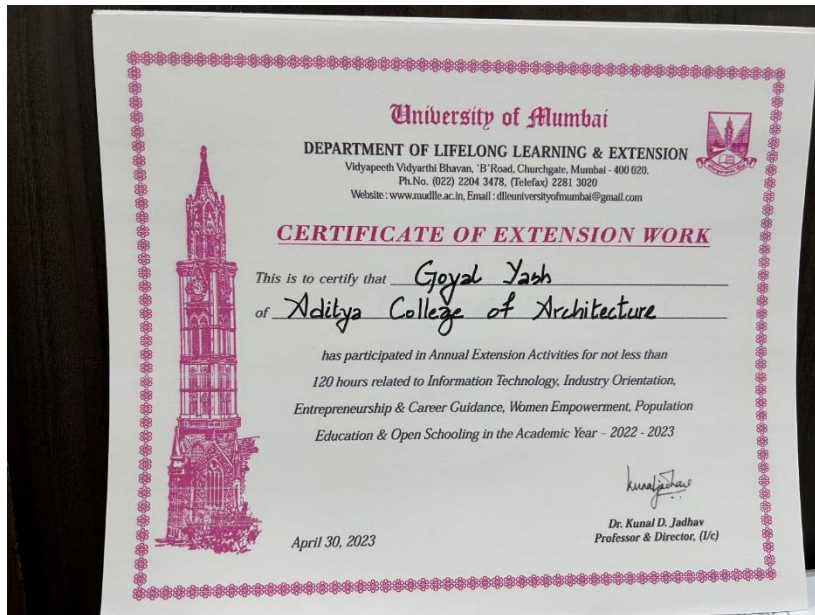 University of Mumbai
DEPARTMENT OF LIFELONG LEARNING & EXTENSION
Vidyapeeth Vidyarthi Bhavan, 'B'Road, Churchgate, Mumbai - 400 020.
Ph.No. (022) 2204 3478, (Telefax) 2281 3020
Website : www.mudlle.ac.in, Email : dlleuniversityofmumbai@gmail.com
CERTIFICATE OF EXTENSION WORK
This is to certify that Goyal Yash
of Aditya College of Architecture
has participated in Annual Extension Activities for not less than
120 hours related to Information Technology, Industry Orientation,
Entrepreneurship & Career Guidance, Women Empowerment, Population
Education & Open Schooling in the Academic Year – 2022 - 2023
kunaljadhav
Dr. Kunal D. Jadhav
Professor & Director, (I/c)
April 30, 2023